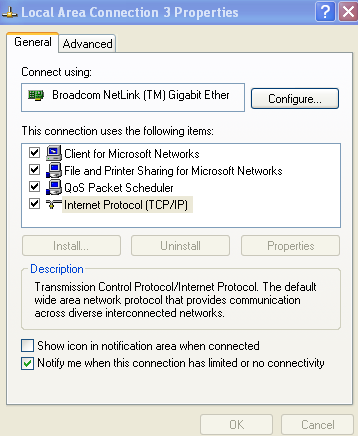 Local Area Connection 3 Properties
General
Advanced
Connect using:
Broadcom NetLink (TM) Gigabit Ether
Configure...
This connection uses the following items:
Client for Microsoft Networks
File and Printer Sharing for Microsoft Networks
QoS Packet Scheduler
Internet Protocol (TCP/IP)
Install...
Uninstall
Properties
Description
Transmission Control Protocol/Internet Protocol. The default
wide area network protocol that provides communication
across diverse interconnected networks.
Show icon in notification area when connected
Notify me when this connection has limited or no connectivity
OK
Cancel